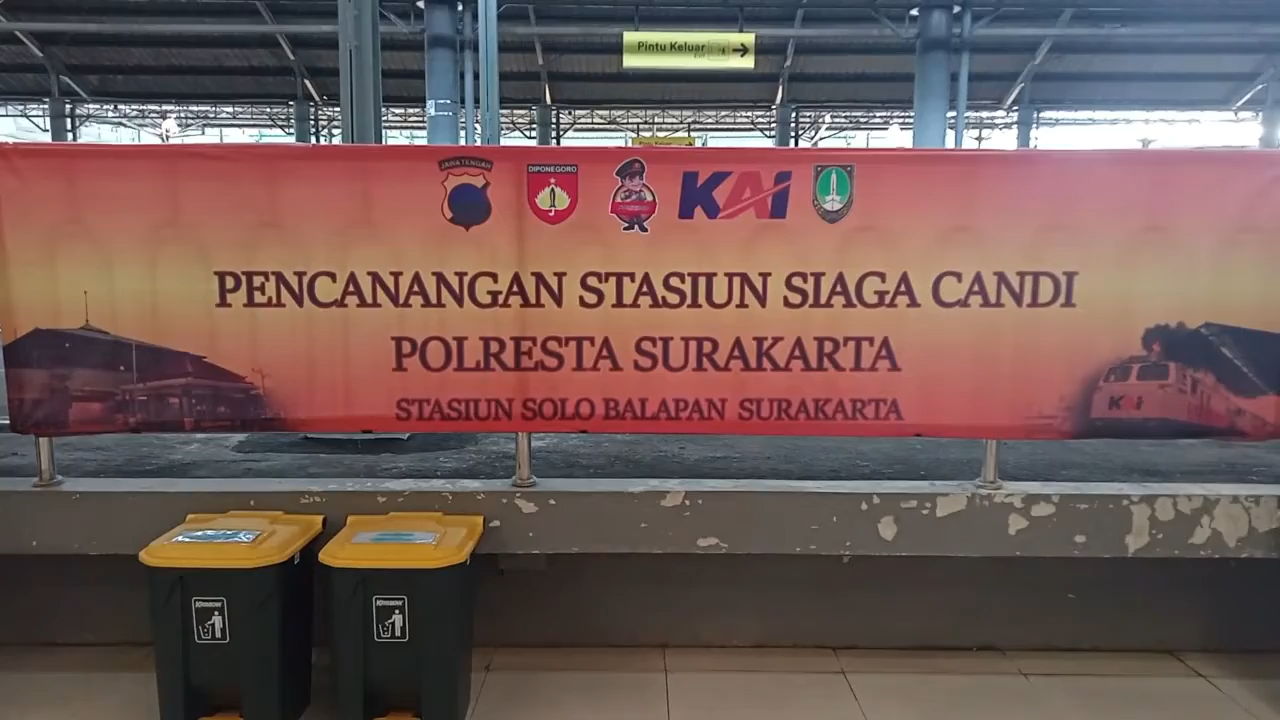 Pintu Keluar
JAWA TENGAH
DIPONEGORO
KAI
PENCANANGAN STASIUN SIAGA CANDI
POLRESTA SURAKARTA
STASIUN SOLO BALAPAN SURAKARTA
KAI